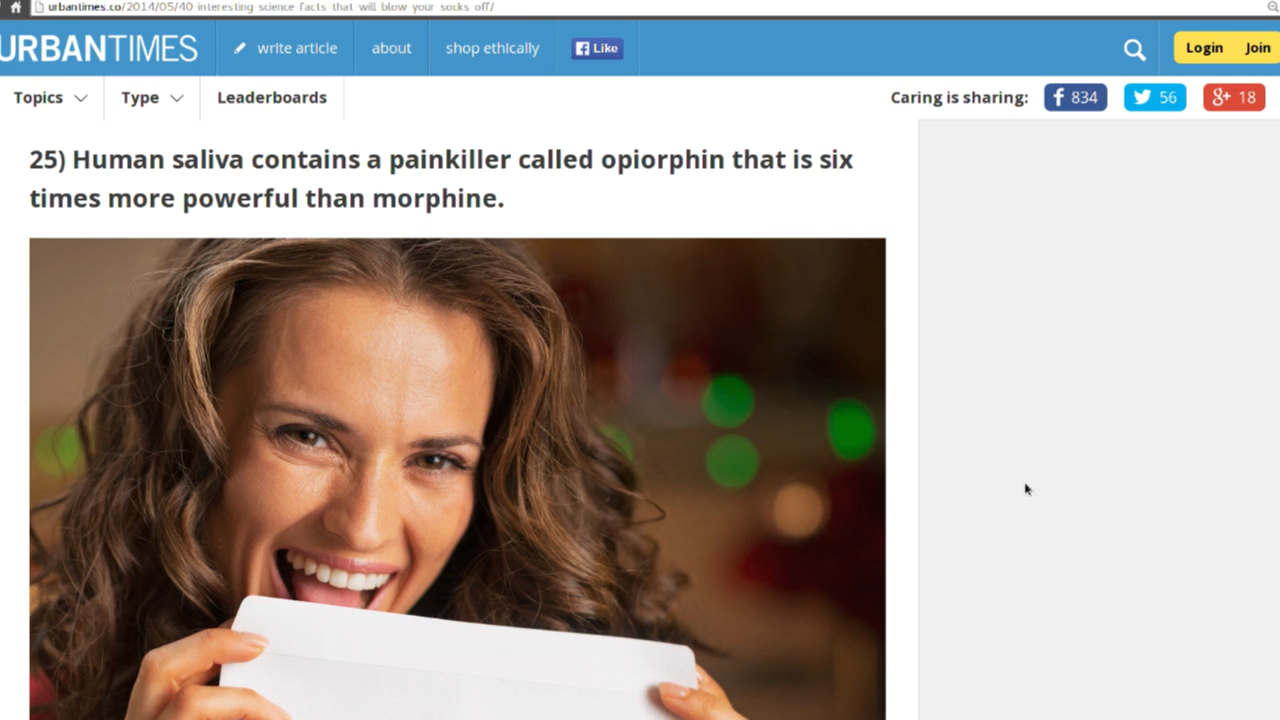 urbantimes.co/2014/05/40-interesting-science-facts-that-will-blow-your-socks-off/
URBANTIMES write article about shop ethically Like Login Join
Topics Type Leaderboards Caring is sharing: 834 56 18
25) Human saliva contains a painkiller called opiorphin that is six
times more powerful than morphine.